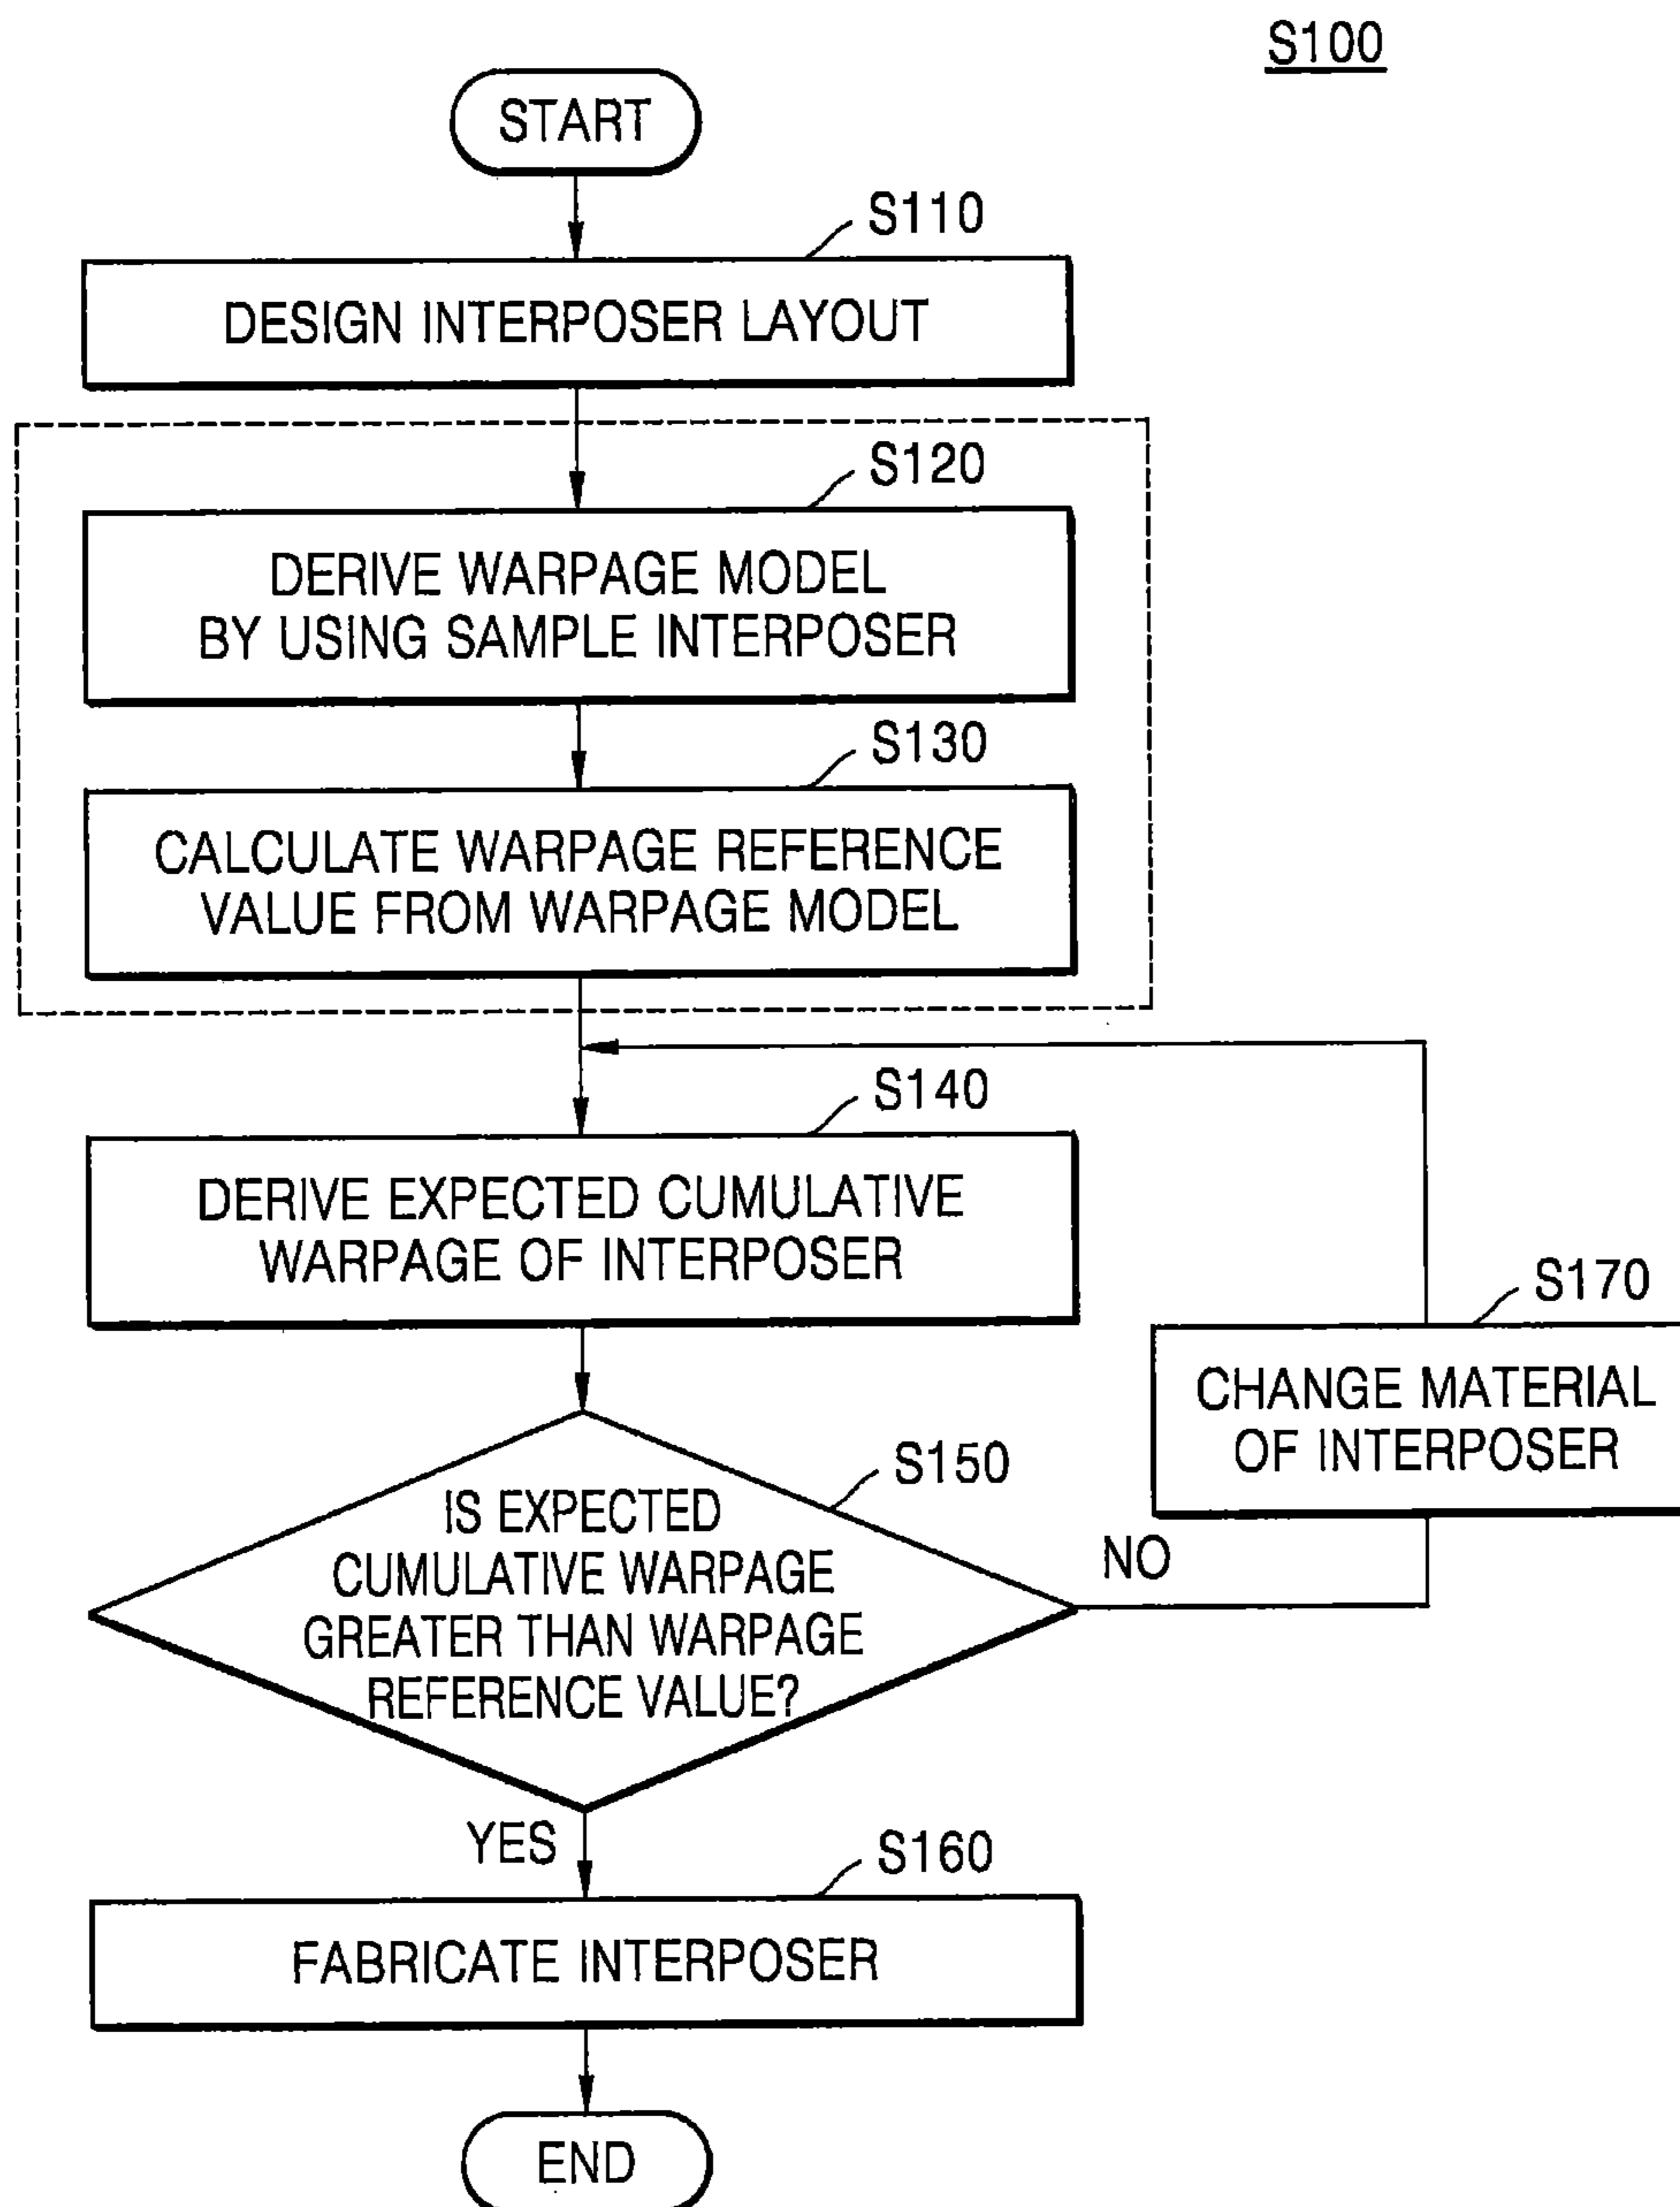 S100
START
S110
DESIGN INTERPOSER LAYOUT
S120
DERIVE WARPAGE MODEL
BY USING SAMPLE INTERPOSER
S130
CALCULATE WARPAGE REFERENCE
VALUE FROM WARPAGE MODEL
S140
DERIVE EXPECTED CUMULATIVE
WARPAGE OF INTERPOSER
S170
CHANGE MATERIAL
OF INTERPOSER
S150
IS EXPECTED
CUMULATIVE WARPAGE
GREATER THAN WARPAGE
REFERENCE VALUE?
NO
YES
S160
FABRICATE INTERPOSER
END